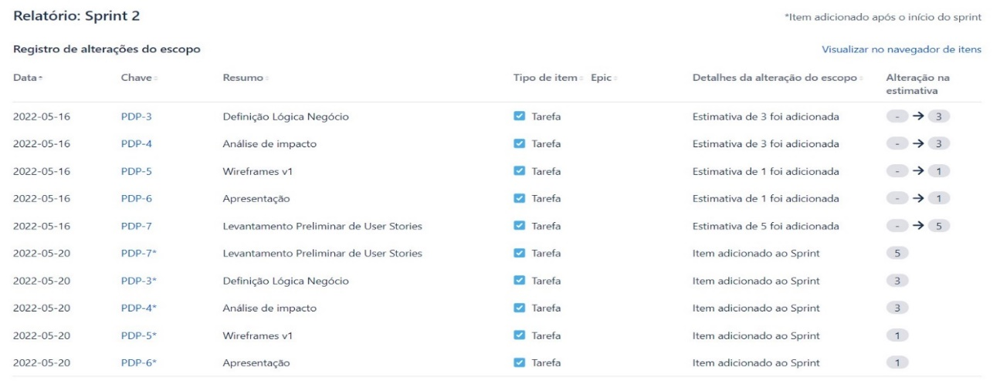 Relatório: Sprint 2
*Item adicionado após o início do sprint
Registro de alterações do escopo
Visualizar no navegador de itens
Data Chave Resumo Tipo de item Epic Detalhes da alteração do escopo Alteração na estimativa
2022-05-16 PDP-3 Definição Lógica Negócio Tarefa Estimativa de 3 foi adicionada - → 3
2022-05-16 PDP-4 Análise de impacto Tarefa Estimativa de 3 foi adicionada - → 3
2022-05-16 PDP-5 Wireframes v1 Tarefa Estimativa de 1 foi adicionada - → 1
2022-05-16 PDP-6 Apresentação Tarefa Estimativa de 1 foi adicionada - → 1
2022-05-16 PDP-7 Levantamento Preliminar de User Stories Tarefa Estimativa de 5 foi adicionada - → 5
2022-05-20 PDP-7* Levantamento Preliminar de User Stories Tarefa Item adicionado ao Sprint 5
2022-05-20 PDP-3* Definição Lógica Negócio Tarefa Item adicionado ao Sprint 3
2022-05-20 PDP-4* Análise de impacto Tarefa Item adicionado ao Sprint 3
2022-05-20 PDP-5* Wireframes v1 Tarefa Item adicionado ao Sprint 1
2022-05-20 PDP-6* Apresentação Tarefa Item adicionado ao Sprint 1